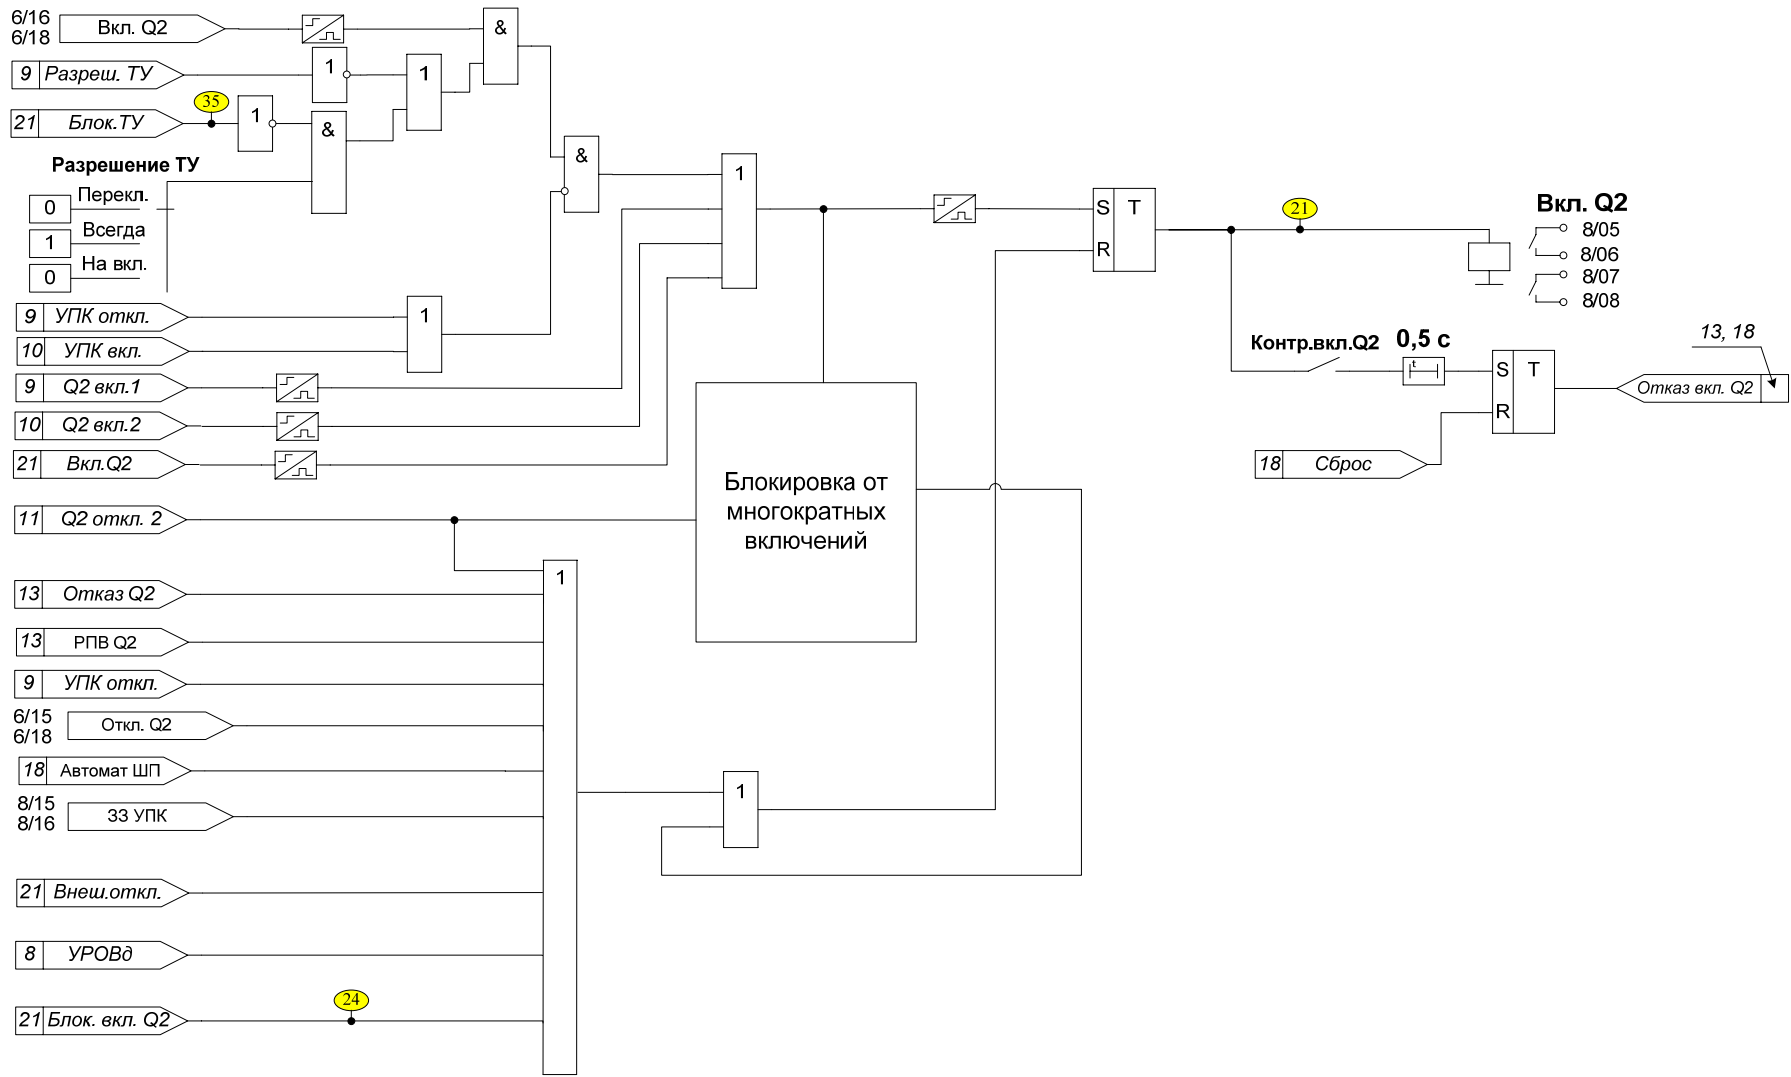 6/16
6/18
Вкл. Q2
&
9 Разреш. ТУ
1
1
35
21 Блок.ТУ
1
&
Разрешение ТУ
0 Перекл.
1 Всегда
0 На вкл.
&
1
9 УПК откл.
1
10 УПК вкл.
9 Q2 вкл.1
10 Q2 вкл.2
21 Вкл.Q2
S T
R
21
Вкл. Q2
8/05
8/06
8/07
8/08
Контр.вкл.Q2 0,5 с
t
S T
R
13, 18
Отказ вкл. Q2
18 Сброс
11 Q2 откл. 2
Блокировка от
многократных
включений
1
13 Отказ Q2
13 РПВ Q2
9 УПК откл.
6/15
6/18
Откл. Q2
18 Автомат ШП
1
8/15
8/16
ЗЗ УПК
21 Внеш.откл.
8 УРОВд
24
21 Блок. вкл. Q2